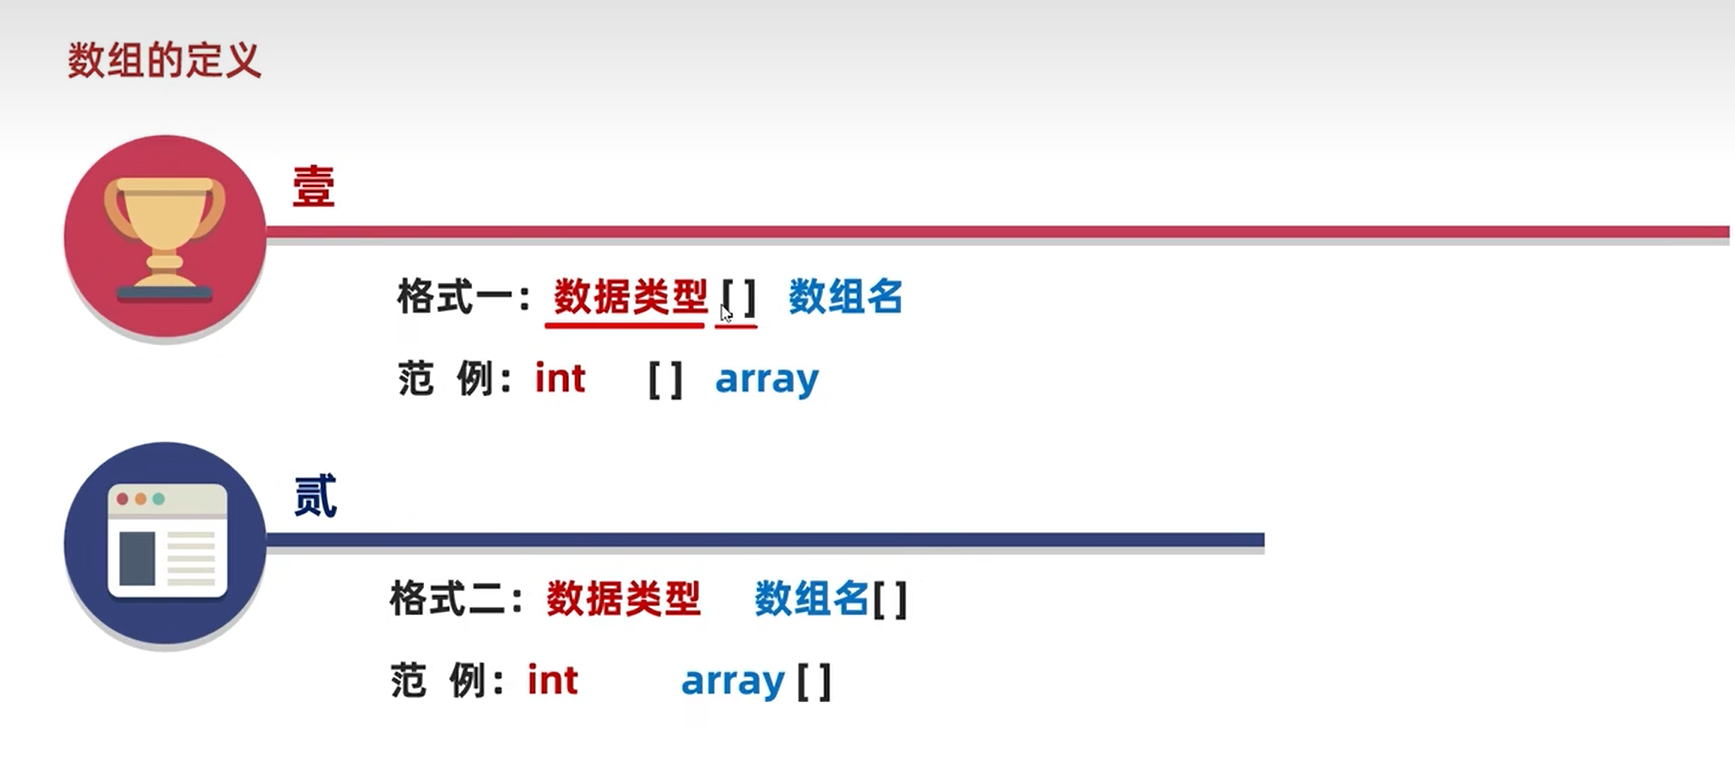 数组的定义
壹
格式一：数据类型 [ ] 数组名
范 例：int [ ] array
贰
格式二：数据类型 数组名[ ]
范 例：int array [ ]